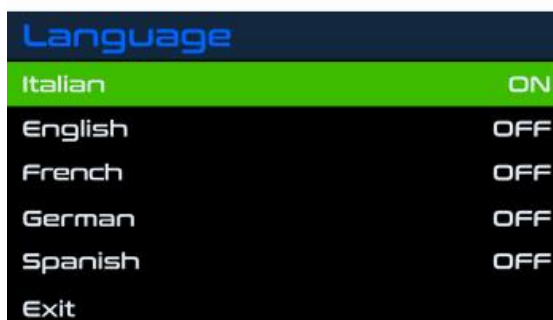 Language
Italian ON
English OFF
French OFF
German OFF
Spanish OFF
Exit